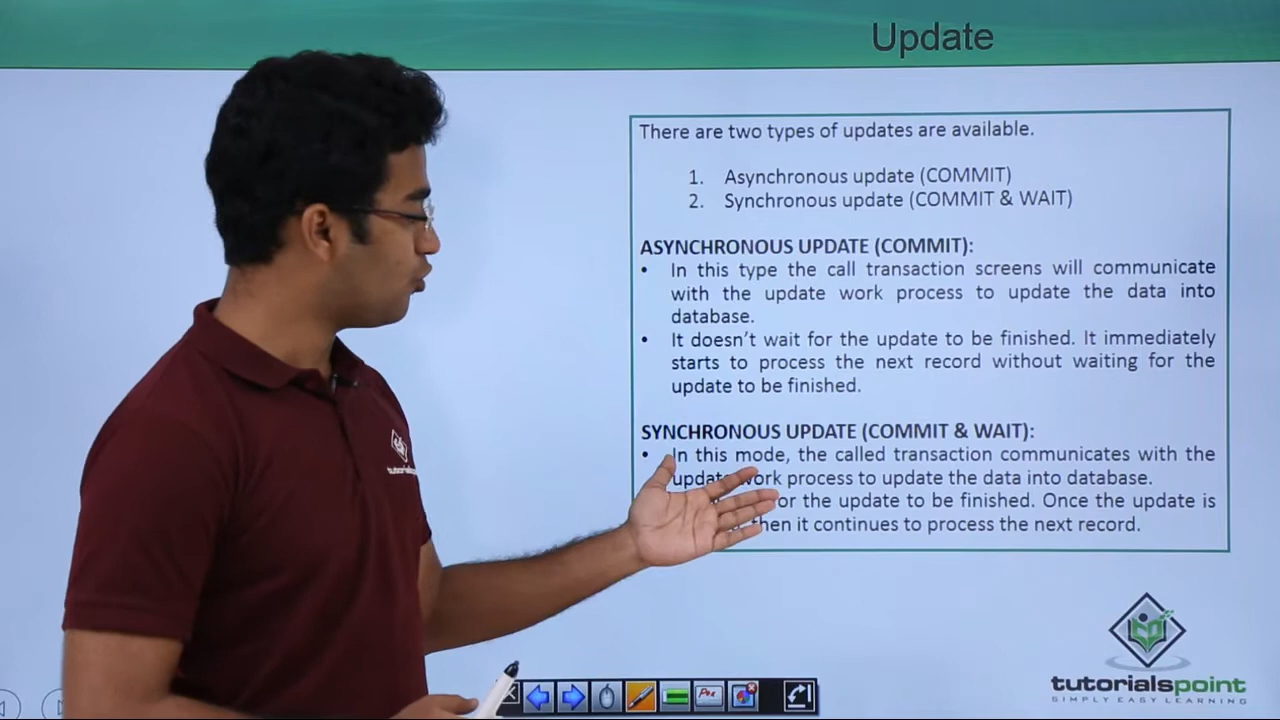 Update
There are two types of updates are available.
1. Asynchronous update (COMMIT)
2. Synchronous update (COMMIT & WAIT)
ASYNCHRONOUS UPDATE (COMMIT):
• In this type the call transaction screens will communicate
with the update work process to update the data into
database.
• It doesn’t wait for the update to be finished. It immediately
starts to process the next record without waiting for the
update to be finished.
SYNCHRONOUS UPDATE (COMMIT & WAIT):
• In this mode, the called transaction communicates with the
update work process to update the data into database.
or the update to be finished. Once the update is
then it continues to process the next record.
tutorialspoint
SIMPLY EASY LEARNING